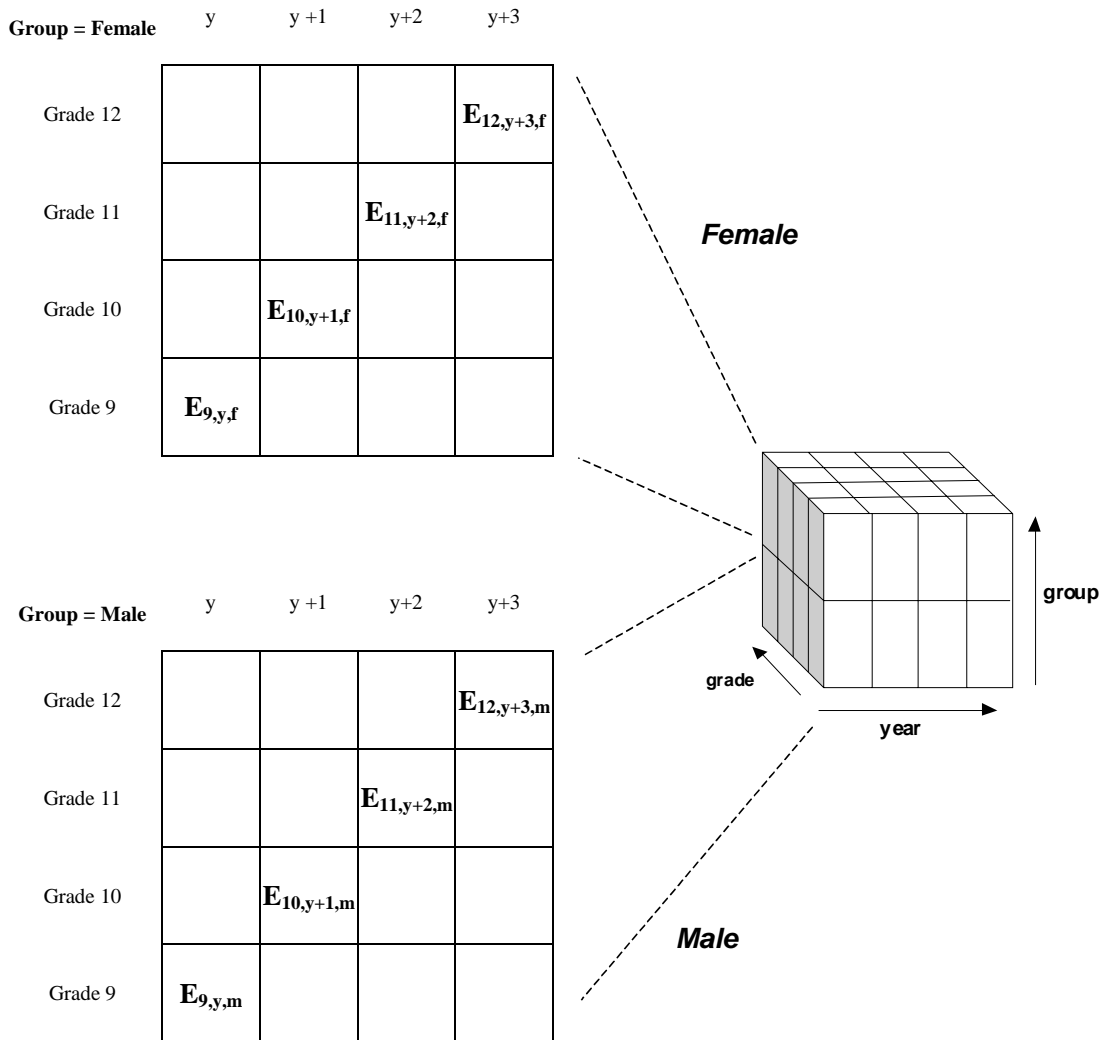 Group = Female y y +1 y+2 y+3
Grade 12 E12,y+3,f
Grade 11 E11,y+2,f
Grade 10 E10,y+1,f
Grade 9 E9,y,f
Female
Group = Male y y +1 y+2 y+3
Grade 12 E12,y+3,m
Grade 11 E11,y+2,m
Grade 10 E10,y+1,m
Grade 9 E9,y,m
Male
group
grade
year